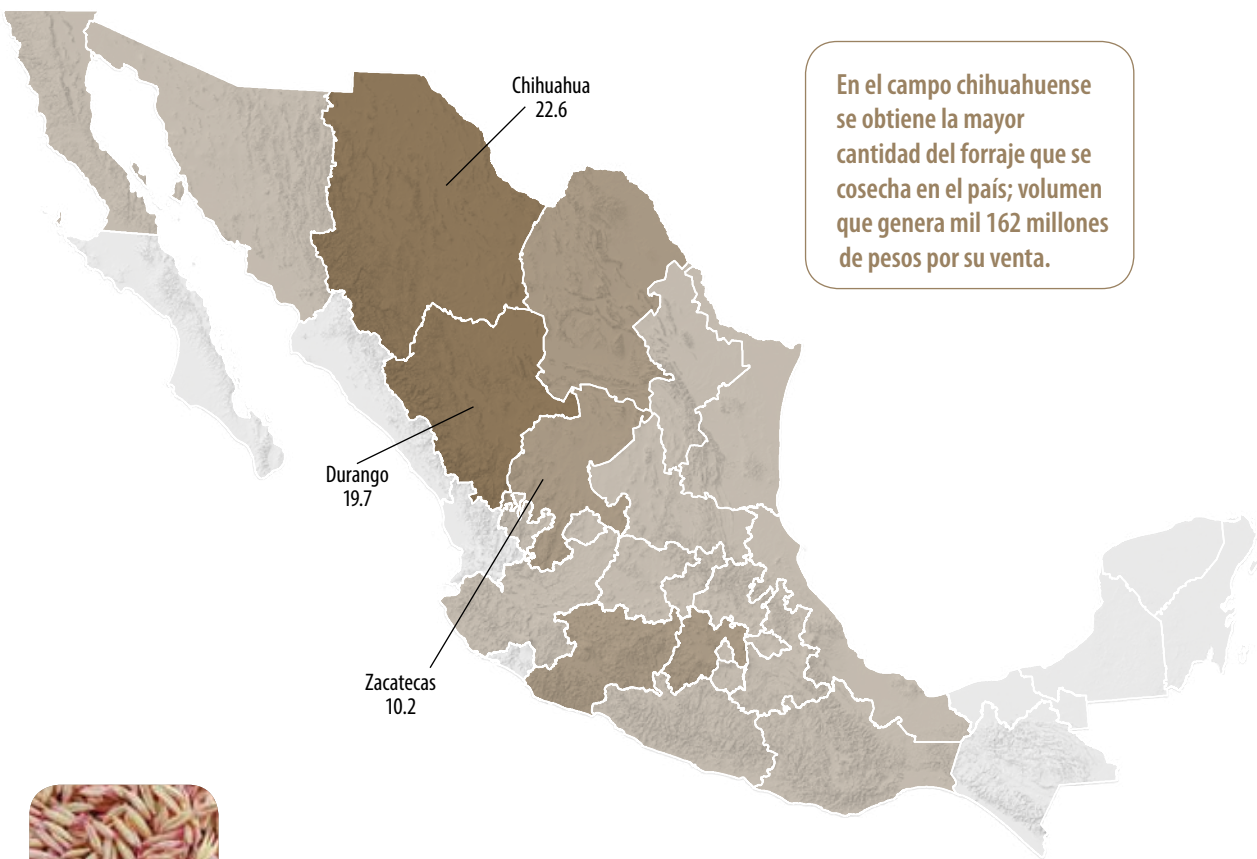 Chihuahua
22.6
En el campo chihuahuense
se obtiene la mayor
cantidad del forraje que se
cosecha en el país; volumen
que genera mil 162 millones
de pesos por su venta.
Durango
19.7
Zacatecas
10.2